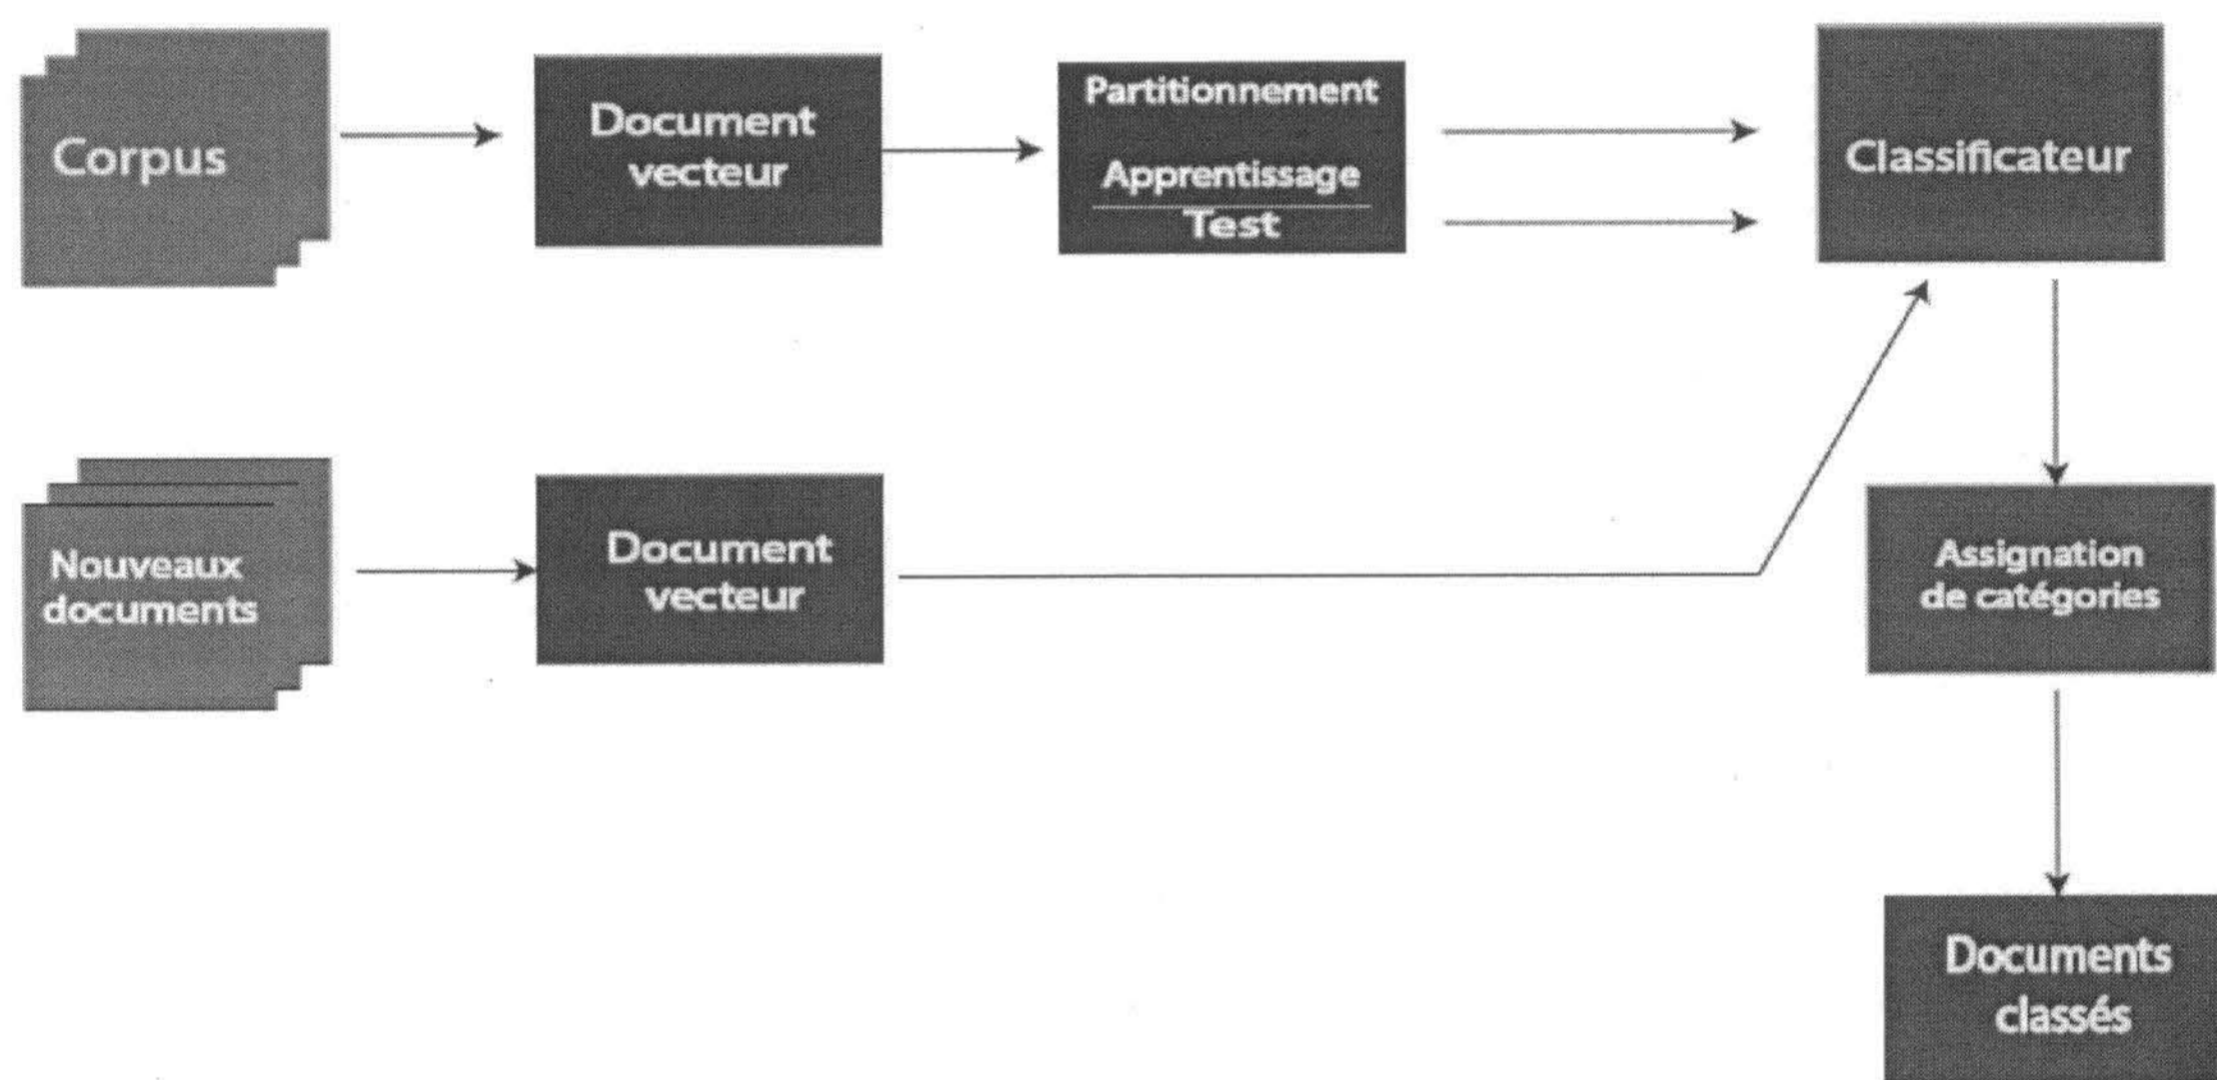 Corpus
Document
vecteur
Partitionnement
Apprentissage
Test
Classificateur
Nouveaux
documents
Document
vecteur
Assignation
de catégories
Documents
classés